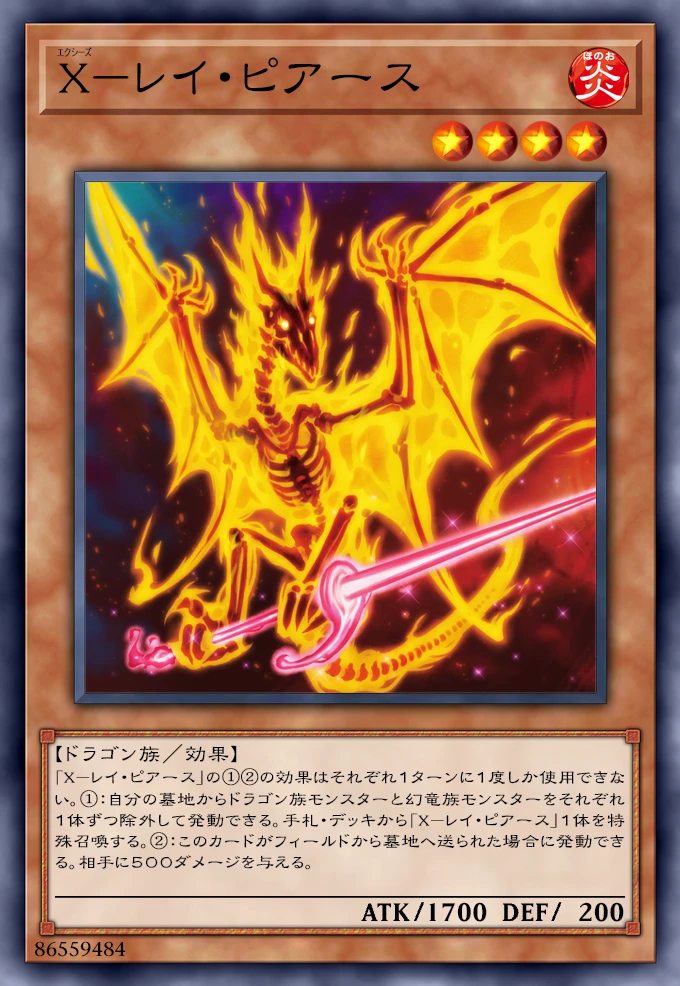 エクシーズ
X－レイ・ピアース
ほのお
炎
【ドラゴン族／効果】
「X－レイ・ピアース」の①②の効果はそれぞれ1ターンに1度しか使用できな
い。①：自分の墓地からドラゴン族モンスターと幻竜族モンスターをそれぞれ
1体ずつ除外して発動できる。手札・デッキから「X－レイ・ピアース」1体を特
殊召喚する。②：このカードがフィールドから墓地へ送られた場合に発動でき
る。相手に500ダメージを与える。
ATK/1700 DEF/ 200
86559484